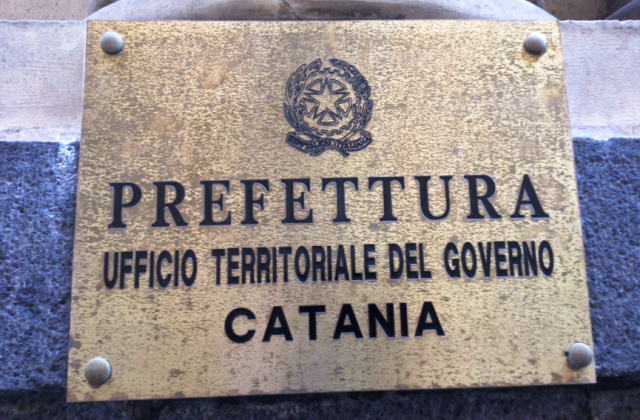 PREFETTURA
UFFICIO TERRITORIALE DEL GOVERNO
CATANIA